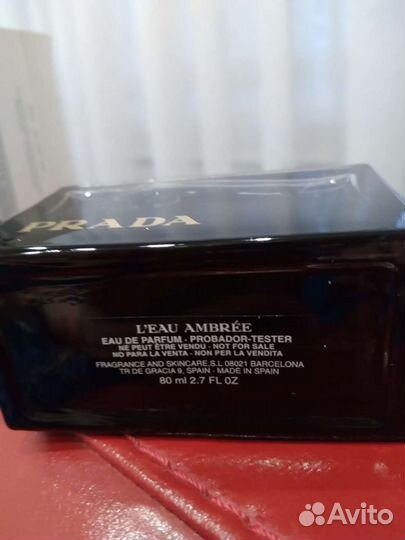 PRADA
L'EAU AMBRÉE
EAU DE PARFUM - PROBADOR-TESTER
NE PEUT ÊTRE VENDU - NOT FOR SALE
NO PARA LA VENTA - NON PER LA VENDITA
FRAGRANCE AND SKINCARE,S.L 08021 BARCELONA
TR DE GRACIA 9, SPAIN - MADE IN SPAIN
80 ml 2.7 FL OZ
Avito